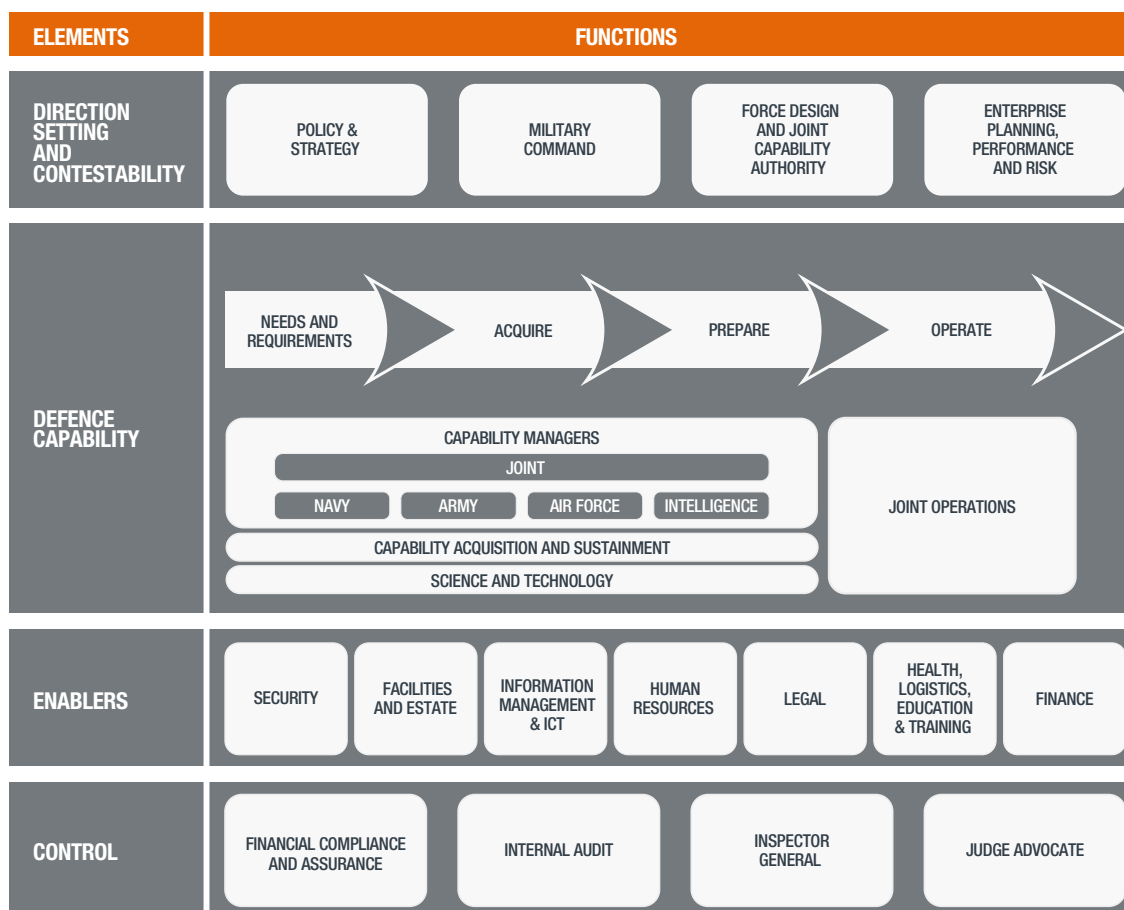 ELEMENTS
FUNCTIONS
DIRECTION
SETTING
AND
CONTESTABILITY
POLICY &
STRATEGY
MILITARY
COMMAND
FORCE DESIGN
AND JOINT
CAPABILITY
AUTHORITY
ENTERPRISE
PLANNING,
PERFORMANCE
AND RISK
DEFENCE
CAPABILITY
NEEDS AND
REQUIREMENTS
ACQUIRE
PREPARE
OPERATE
CAPABILITY MANAGERS
JOINT
NAVY
ARMY
AIR FORCE
INTELLIGENCE
CAPABILITY ACQUISITION AND SUSTAINMENT
SCIENCE AND TECHNOLOGY
JOINT OPERATIONS
ENABLERS
SECURITY
FACILITIES
AND ESTATE
INFORMATION
MANAGEMENT
& ICT
HUMAN
RESOURCES
LEGAL
HEALTH,
LOGISTICS,
EDUCATION
& TRAINING
FINANCE
CONTROL
FINANCIAL COMPLIANCE
AND ASSURANCE
INTERNAL AUDIT
INSPECTOR
GENERAL
JUDGE ADVOCATE